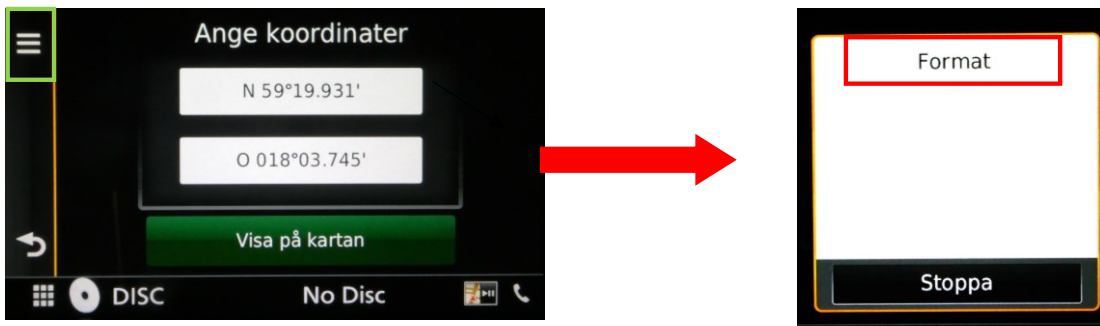 Ange koordinater
N 59°19.931'
O 018°03.745'
Visa på kartan
DISC No Disc
Format
Stoppa